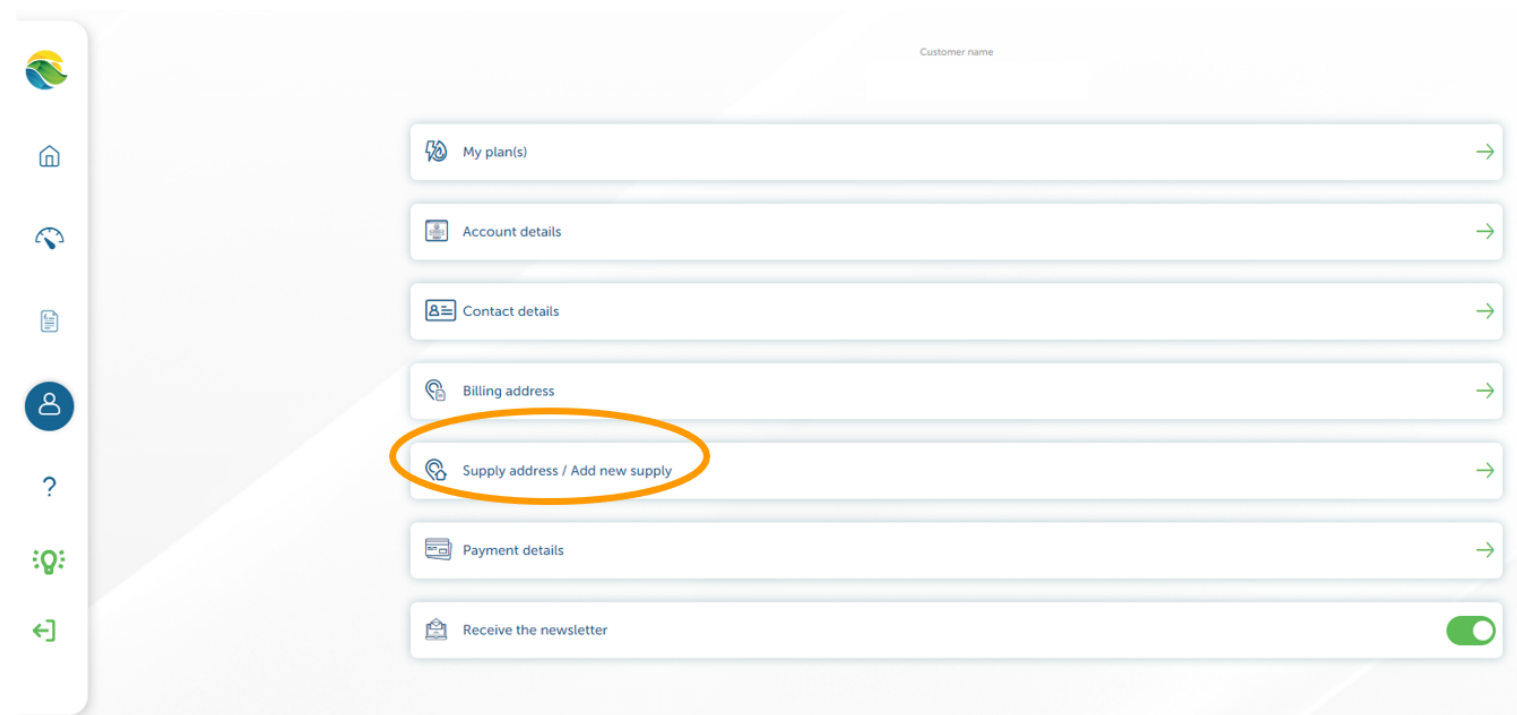 Customer name
My plan(s)
Account details
Contact details
Billing address
Supply address / Add new supply
?
Payment details
Receive the newsletter